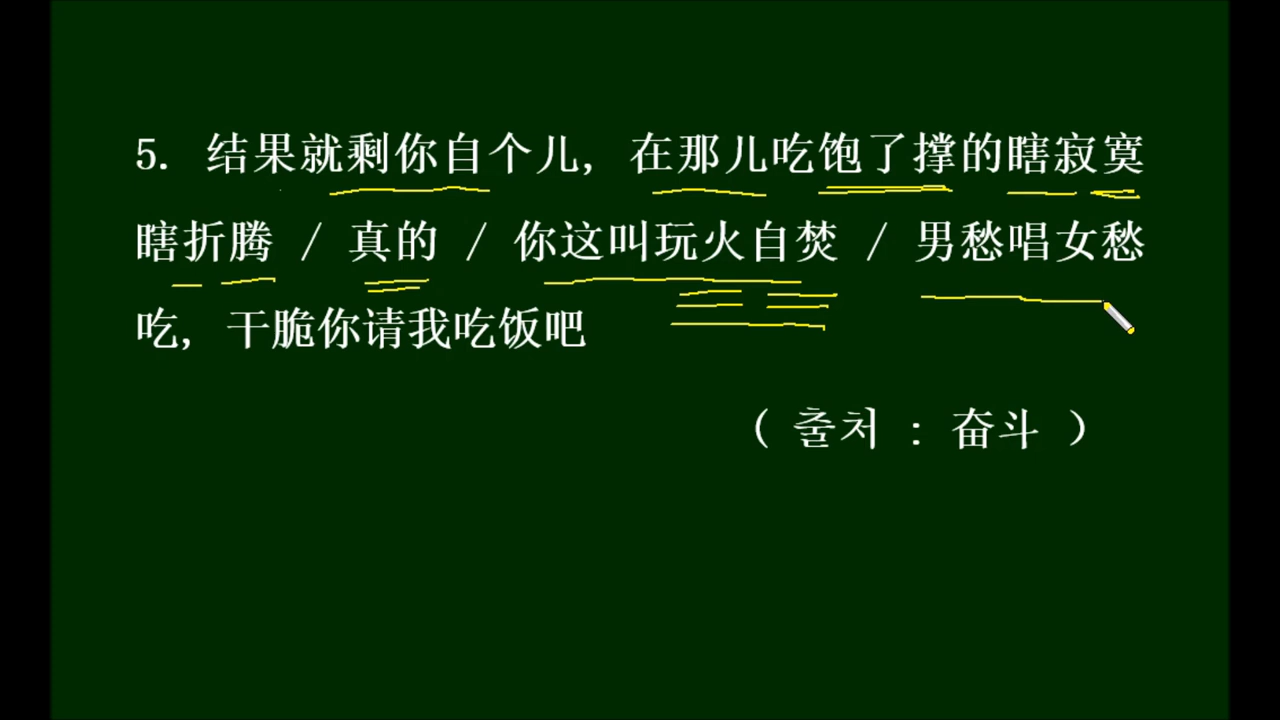 5. 结果就剩你自个儿, 在那儿吃饱了撑的瞎寂寞
瞎折腾 / 真的 / 你这叫玩火自焚 / 男愁唱女愁
吃, 干脆你请我吃饭吧
( 출처 : 奋斗 )